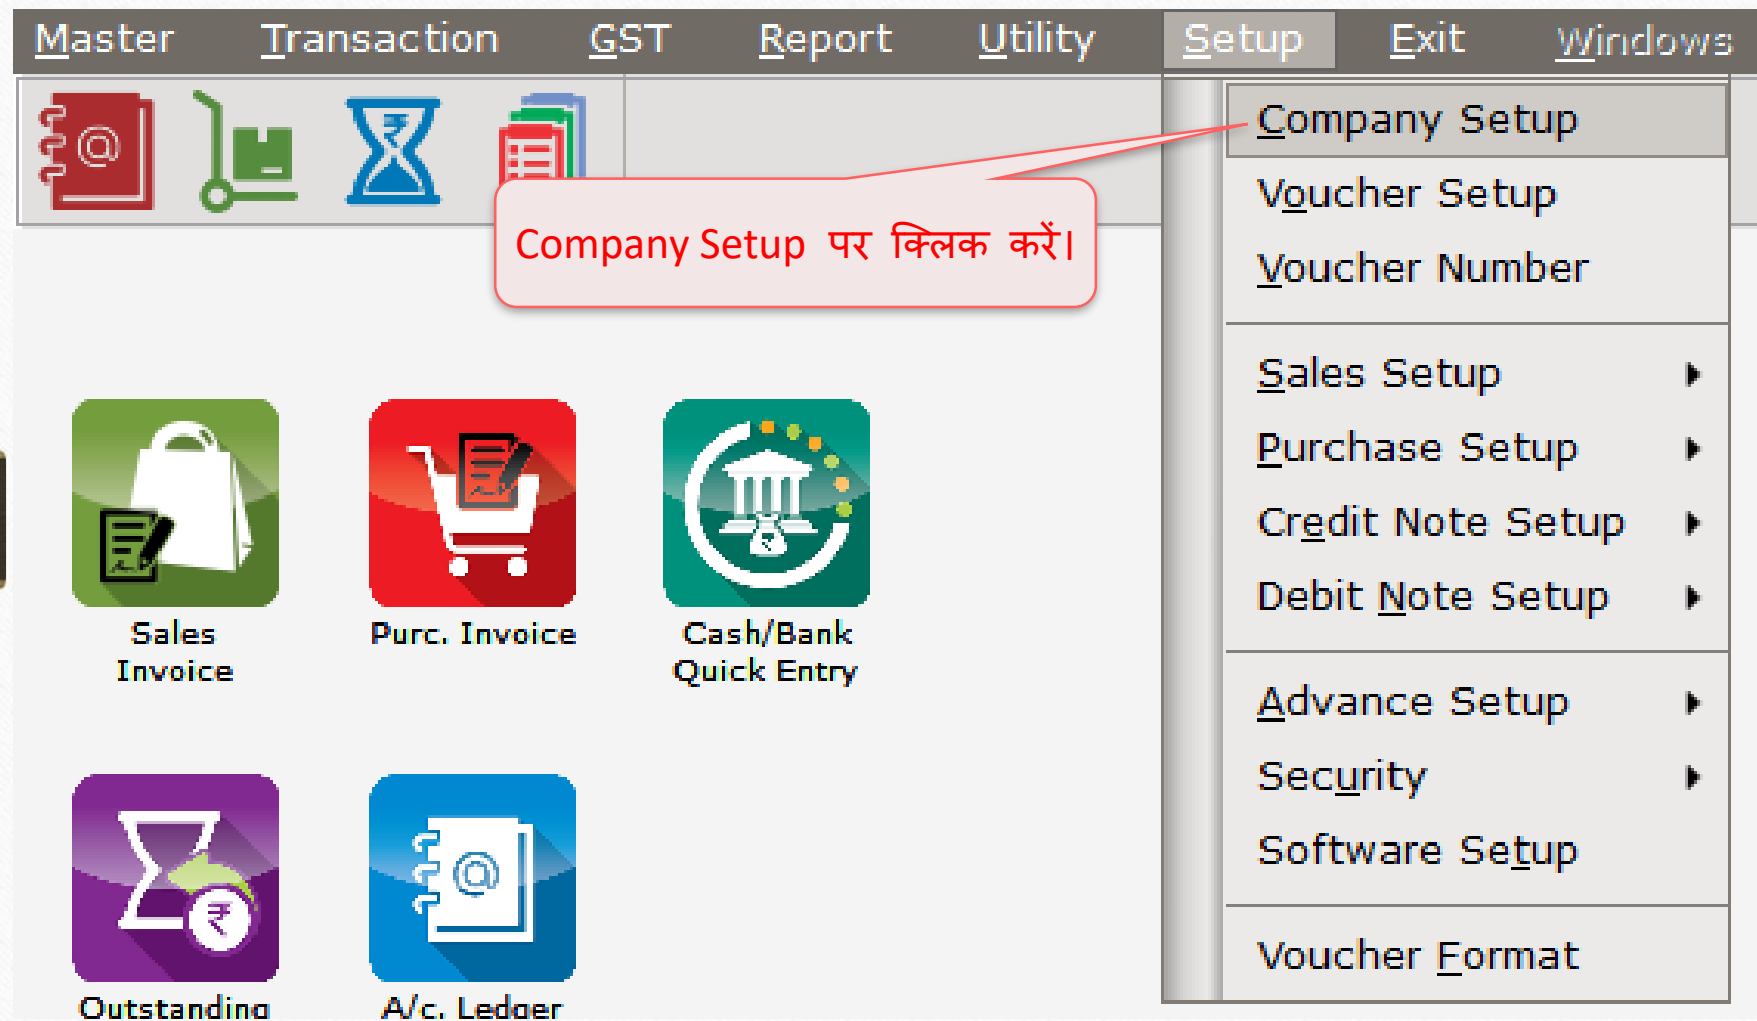 Master Transaction GST Report Utility Setup Exit Windows
Company Setup
Voucher Setup
Voucher Number
Sales Setup
Purchase Setup
Credit Note Setup
Debit Note Setup
Advance Setup
Security
Software Setup
Voucher Format
Company Setup पर क्लिक करें।
Sales
Invoice
Purc. Invoice
Cash/Bank
Quick Entry
Outstanding
A/c. Ledger